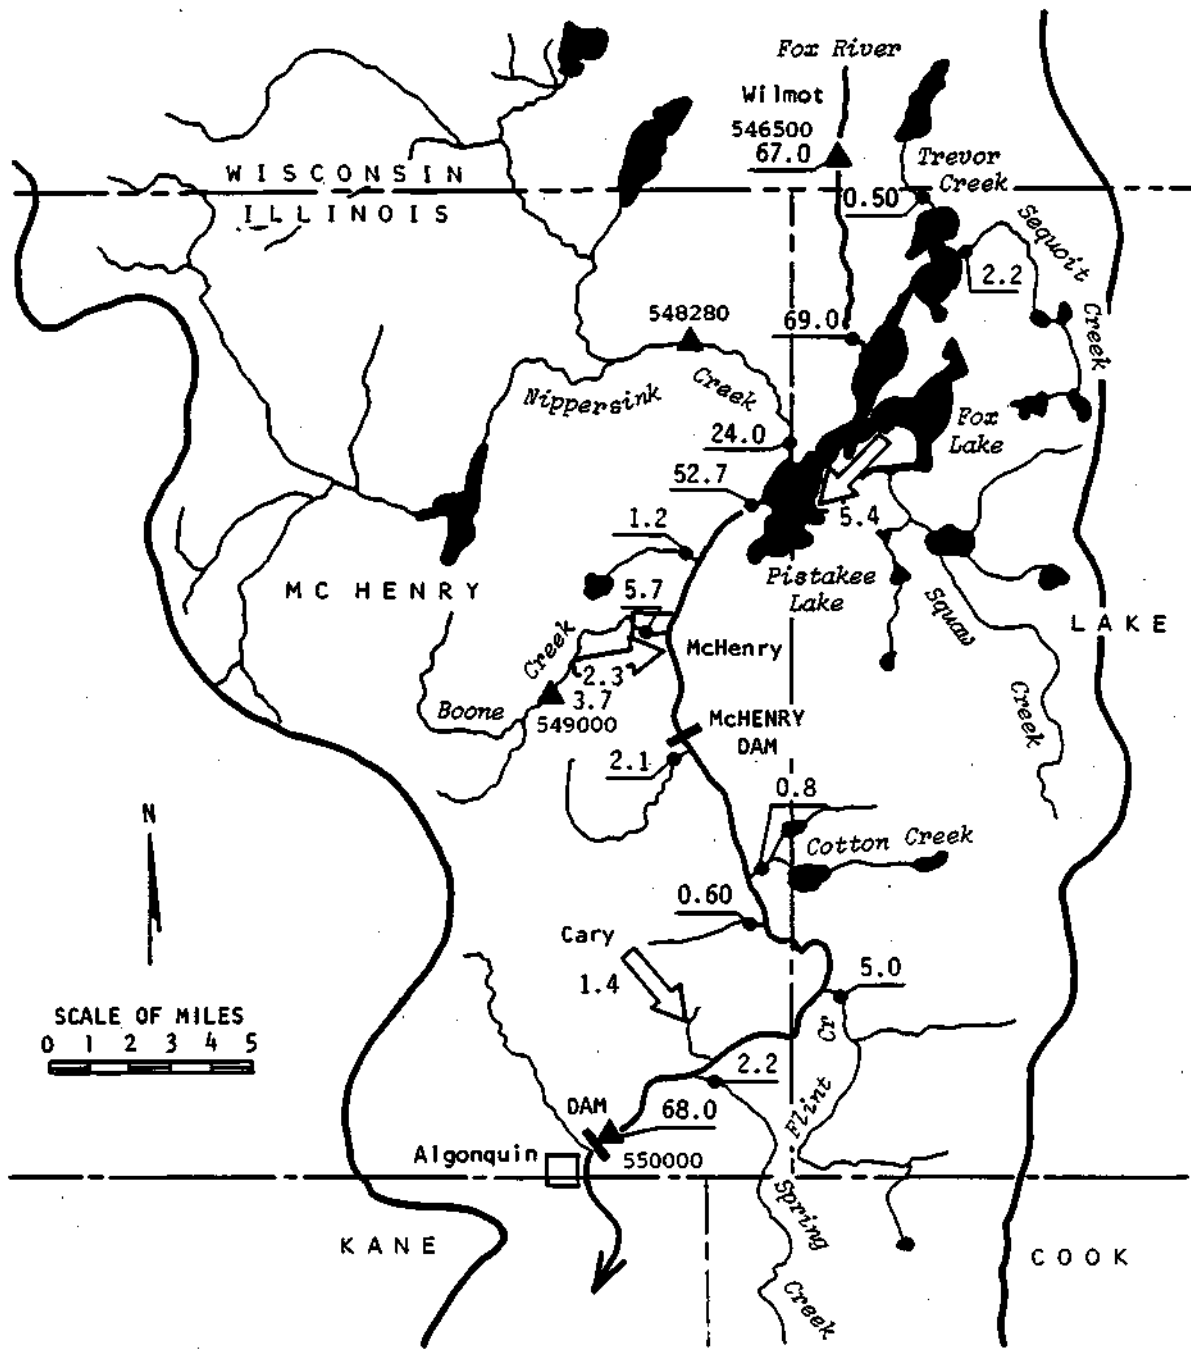 Fox River
Wilmot
546500
67.0
WISCONSIN
ILLINOIS
Trevor
Creek
0.50
Sequoit
Creek
2.2
548280
69.0
Nippersink
Creek
Fox
Lake
24.0
52.7
5.4
1.2
Pistakee
Lake
MC HENRY
5.7
Squaw
Creek
LAKE
McHenry
Boone
Creek
2.3
3.7
549000
McHENRY
DAM
2.1
0.8
N
Cotton Creek
0.60
Cary
1.4
5.0
SCALE OF MILES
0 1 2 3 4 5
Flint
Cr
2.2
DAM
68.0
Algonquin
550000
Spring
Creek
KANE
COOK